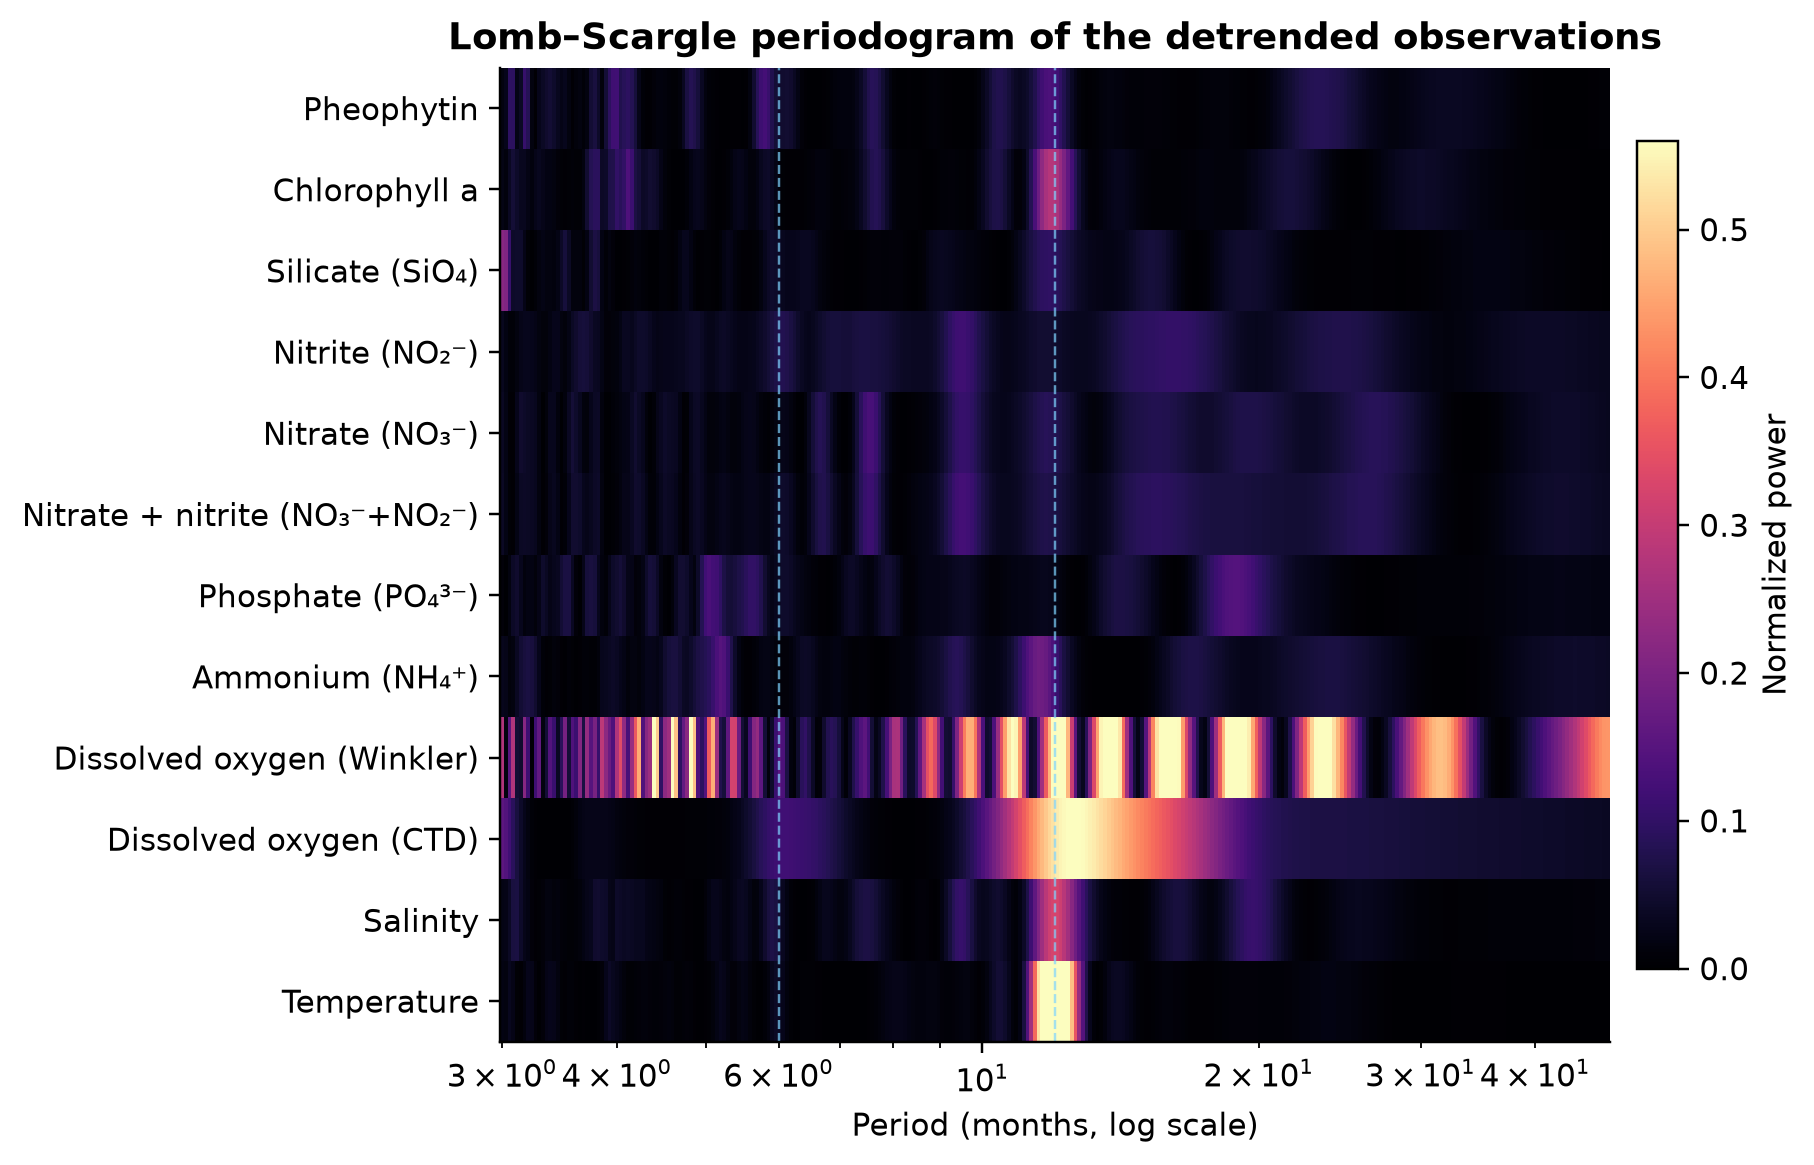 Lomb–Scargle periodogram of the detrended observations
Pheophytin
Chlorophyll a
Silicate (SiO₄)
Nitrite (NO₂⁻)
Nitrate (NO₃⁻)
Nitrate + nitrite (NO₃⁻+NO₂⁻)
Phosphate (PO₄³⁻)
Ammonium (NH₄⁺)
Dissolved oxygen (Winkler)
Dissolved oxygen (CTD)
Salinity
Temperature
3 × 10⁰ 4 × 10⁰ 6 × 10⁰ 10¹ 2 × 10¹ 3 × 10¹ 4 × 10¹
Period (months, log scale)
0.5
0.4
0.3
0.2
0.1
0.0
Normalized power